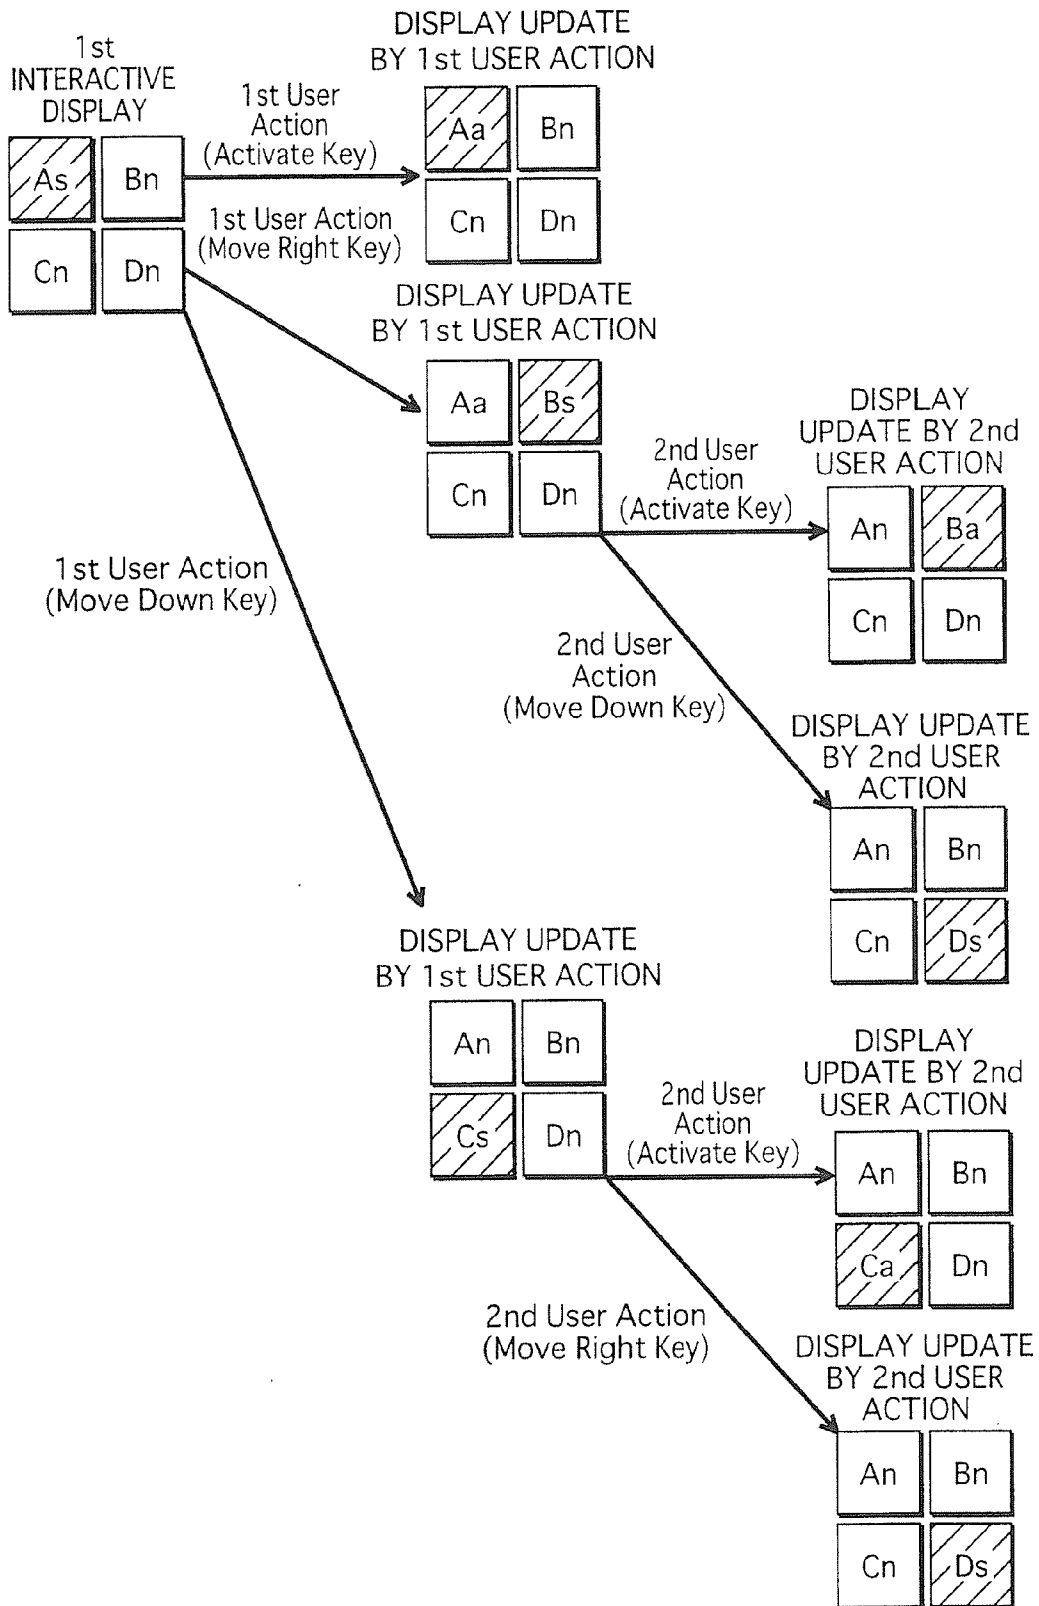 1st
INTERACTIVE
DISPLAY
As
Bn
Cn
Dn
1st User
Action
(Activate Key)
DISPLAY UPDATE
BY 1st USER ACTION
Aa
Bn
Cn
Dn
1st User Action
(Move Right Key)
DISPLAY UPDATE
BY 1st USER ACTION
Aa
Bs
Cn
Dn
2nd User
Action
(Activate Key)
DISPLAY
UPDATE BY 2nd
USER ACTION
An
Ba
Cn
Dn
2nd User
Action
(Move Down Key)
DISPLAY UPDATE
BY 2nd USER
ACTION
An
Bn
Cn
Ds
1st User Action
(Move Down Key)
DISPLAY UPDATE
BY 1st USER ACTION
An
Bn
Cs
Dn
2nd User
Action
(Activate Key)
DISPLAY
UPDATE BY 2nd
USER ACTION
An
Bn
Ca
Dn
2nd User Action
(Move Right Key)
DISPLAY UPDATE
BY 2nd USER
ACTION
An
Bn
Cn
Ds